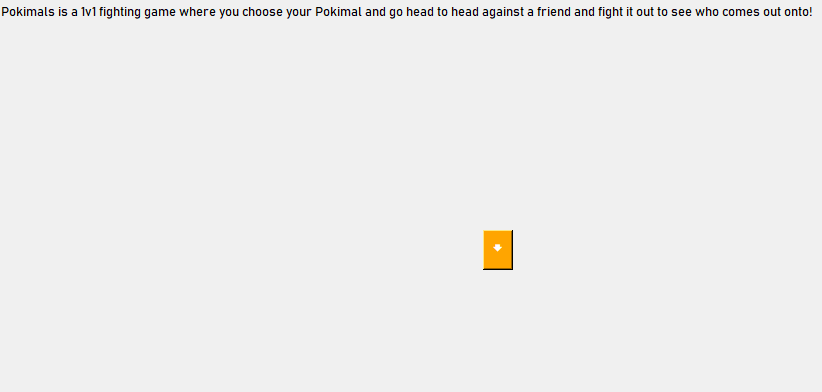 Pokimals is a 1v1 fighting game where you choose your Pokimal and go head to head against a friend and fight it out to see who comes out onto!